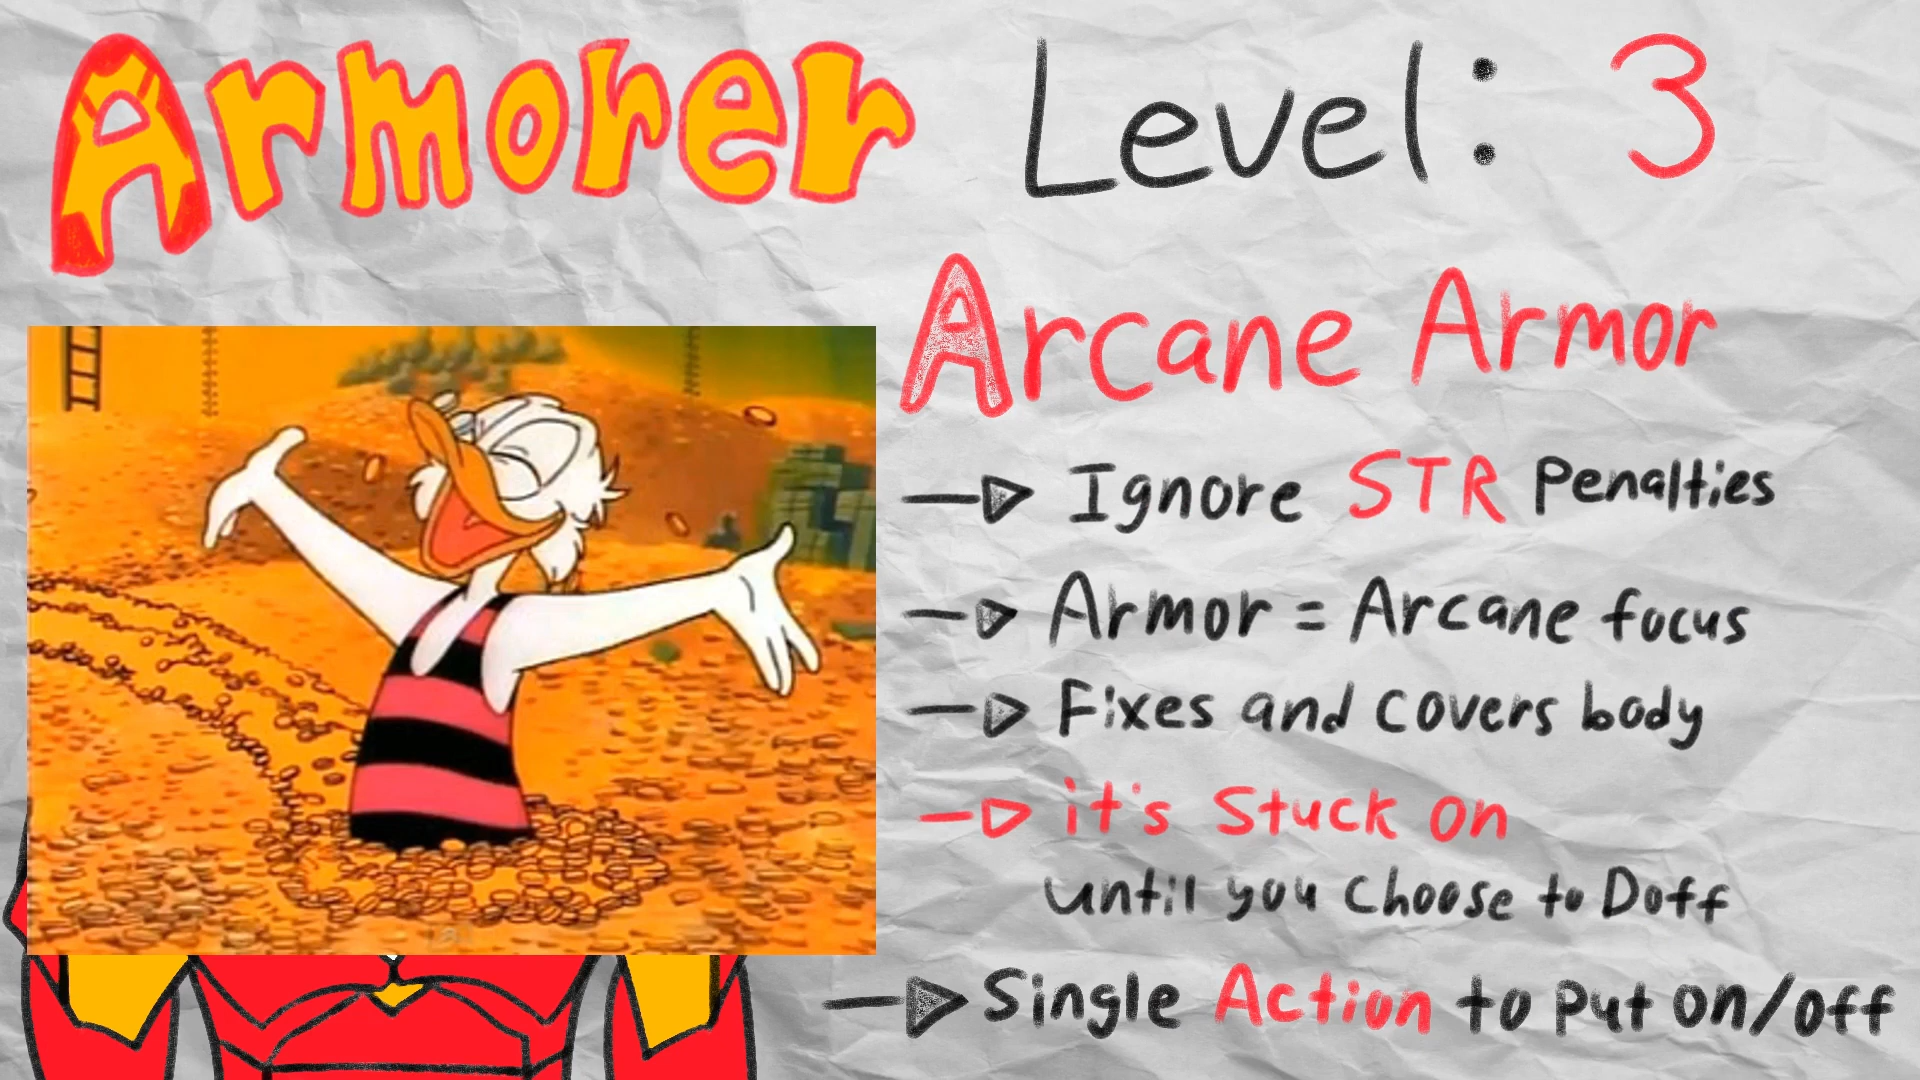 Armorer Level: 3
Arcane Armor
Ignore STR Penalties
Armor = Arcane focus
Fixes and covers body
it's Stuck on
until you choose to Doff
Single Action to put on/off